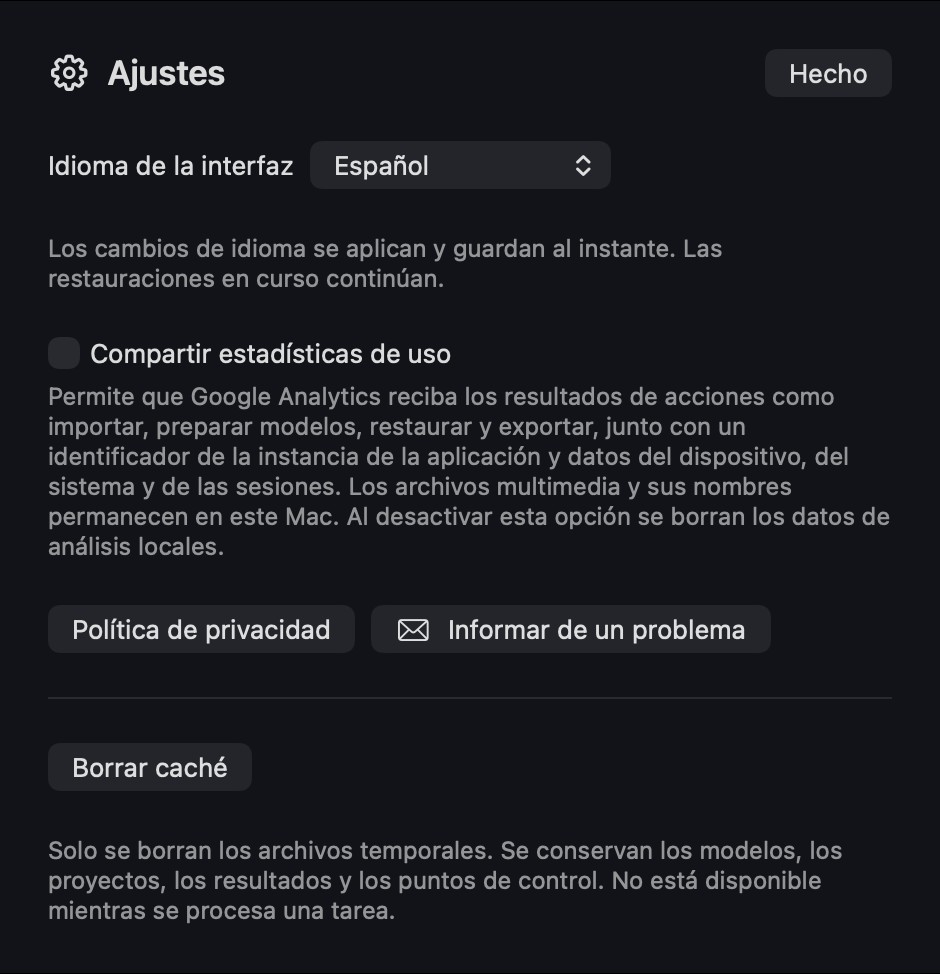 Ajustes
Hecho
Idioma de la interfaz
Español
Los cambios de idioma se aplican y guardan al instante. Las
restauraciones en curso continúan.
Compartir estadísticas de uso
Permite que Google Analytics reciba los resultados de acciones como
importar, preparar modelos, restaurar y exportar, junto con un
identificador de la instancia de la aplicación y datos del dispositivo, del
sistema y de las sesiones. Los archivos multimedia y sus nombres
permanecen en este Mac. Al desactivar esta opción se borran los datos de
análisis locales.
Política de privacidad
Informar de un problema
Borrar caché
Solo se borran los archivos temporales. Se conservan los modelos, los
proyectos, los resultados y los puntos de control. No está disponible
mientras se procesa una tarea.